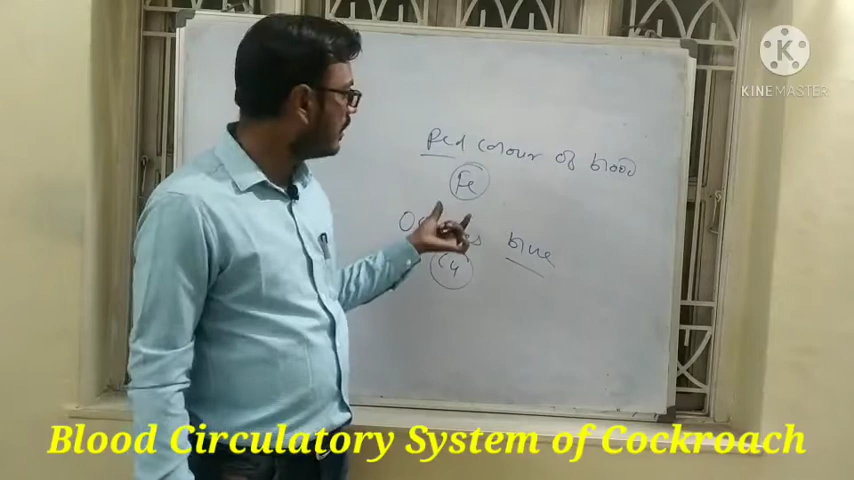 KINEMASTER
Red colour of blood
Fe
blue
Cu
Blood Circulatory System of Cockroach